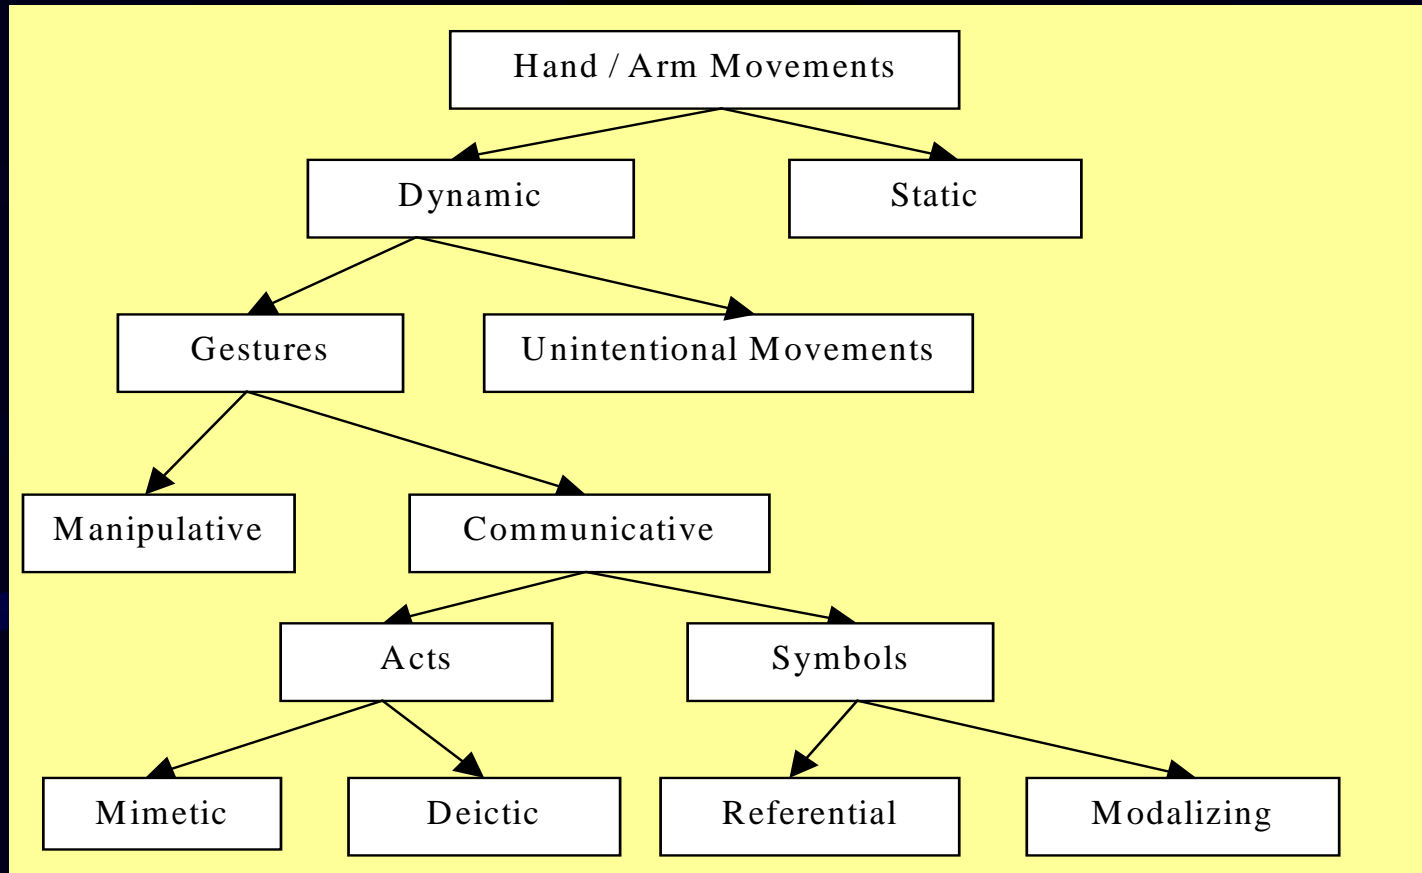 Hand / Arm Movements
Dynamic
Static
Gestures
Unintentional Movements
Manipulative
Communicative
Acts
Symbols
Mimetic
Deictic
Referential
Modalizing